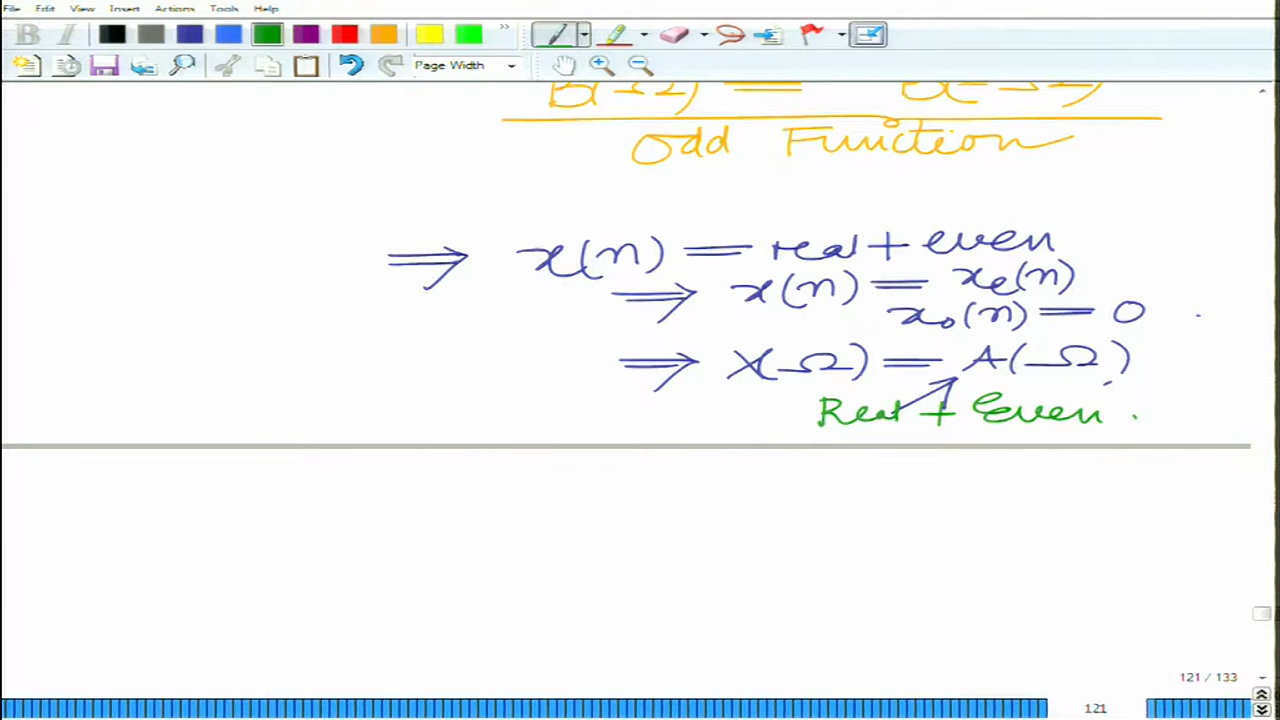 File Edit View Insert Actions Tools Help
B I
Page Width
B(Ω) =
Odd Function
⇒ x(n) = real + even
⇒ x(n) = xₑ(n)
x₀(n) = 0
⇒ X(Ω) = A(Ω)
Real + Even .
121 / 133
121